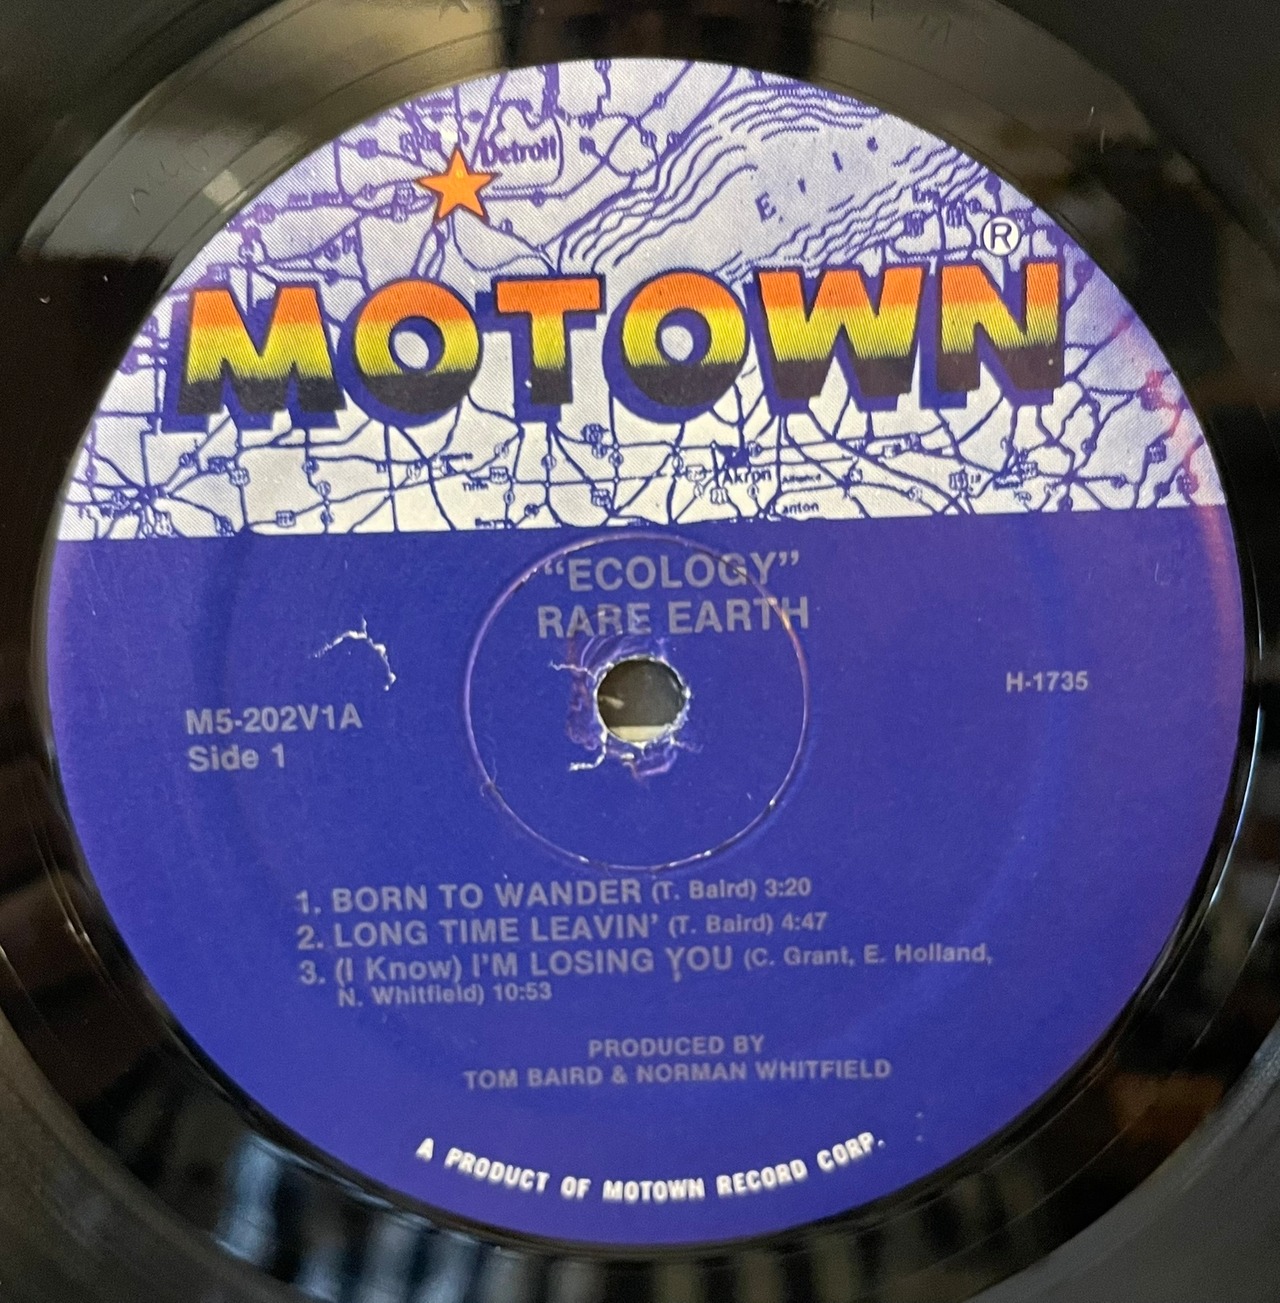 Detroit
Erie
®
MOTOWN
Akron
Canton
“ECOLOGY”
RARE EARTH
H-1735
M5-202V1A
Side 1
1. BORN TO WANDER (T. Baird) 3:20
2. LONG TIME LEAVIN’ (T. Baird) 4:47
3. (I Know) I’M LOSING YOU (C. Grant, E. Holland,
N. Whitfield) 10:53
PRODUCED BY
TOM BAIRD & NORMAN WHITFIELD
A PRODUCT OF MOTOWN RECORD CORP.